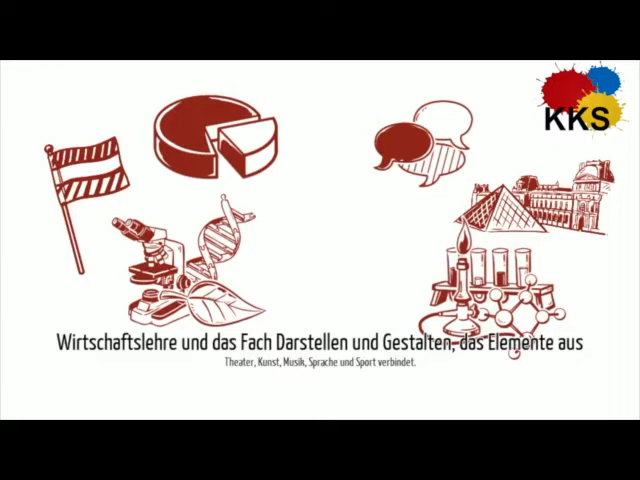 KKS
Wirtschaftslehre und das Fach Darstellen und Gestalten, das Elemente aus
Theater, Kunst, Musik, Sprache und Sport verbindet.